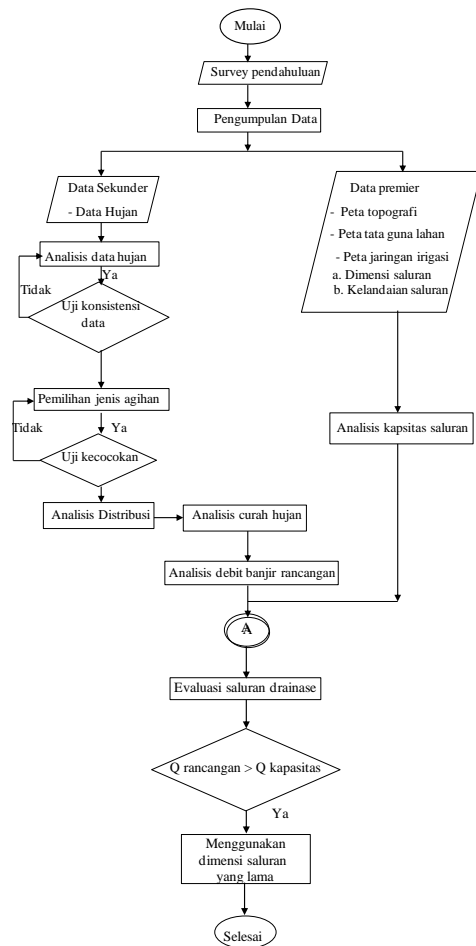 Mulai
Survey pendahuluan
Pengumpulan Data
Data Sekunder
- Data Hujan
Data premier
- Peta topografi
- Peta tata guna lahan
- Peta jaringan irigasi
a. Dimensi saluran
b. Kelandaian saluran
Analisis data hujan
Ya
Tidak
Uji konsistensi
data
Pemilihan jenis agihan
Tidak
Ya
Uji kecocokan
Analisis kapsitas saluran
Analisis Distribusi
Analisis curah hujan
Analisis debit banjir rancangan
A
Evaluasi saluran drainase
Q rancangan > Q kapasitas
Ya
Menggunakan
dimensi saluran
yang lama
Selesai